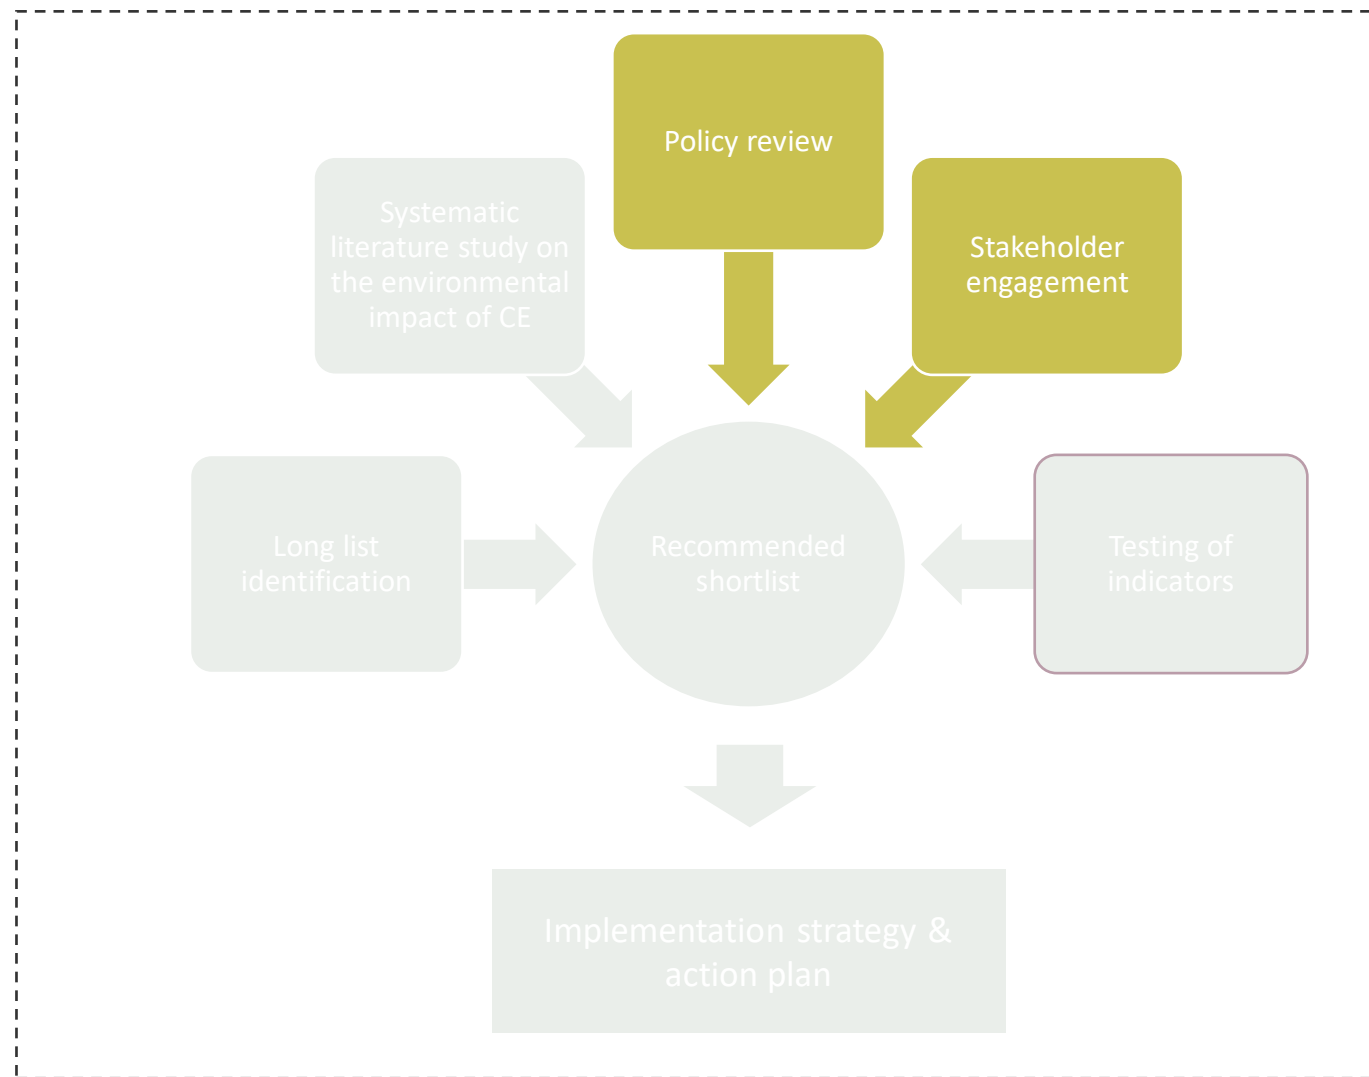 Policy review
Systematic
literature study on
the environmental
impact of CE
Stakeholder
engagement
Long list
identification
Recommended
shortlist
Testing of
indicators
Implementation strategy &
action plan